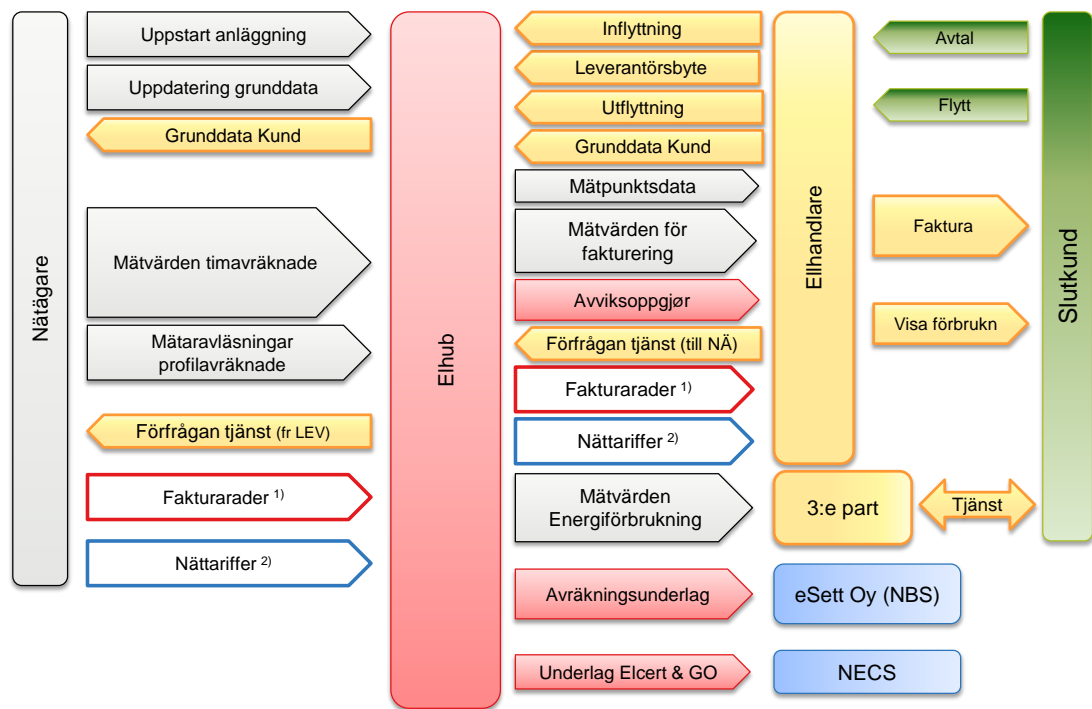 Nätägare
Uppstart anläggning
Uppdatering grunddata
Grunddata Kund
Mätvärden timavräknade
Mätaravläsningar
profilavräknade
Förfrågan tjänst (fr LEV)
Fakturarader 1)
Nättariffer 2)
Elhub
Inflyttning
Leverantörsbyte
Utflyttning
Grunddata Kund
Mätpunktsdata
Mätvärden för
fakturering
Avviksoppgjør
Förfrågan tjänst (till NÄ)
Fakturarader 1)
Nättariffer 2)
Mätvärden
Energiförbrukning
Avräkningsunderlag
Underlag Elcert & GO
Ellhandlare
3:e part
eSett Oy (NBS)
NECS
Avtal
Flytt
Faktura
Visa förbrukn
Tjänst
Slutkund